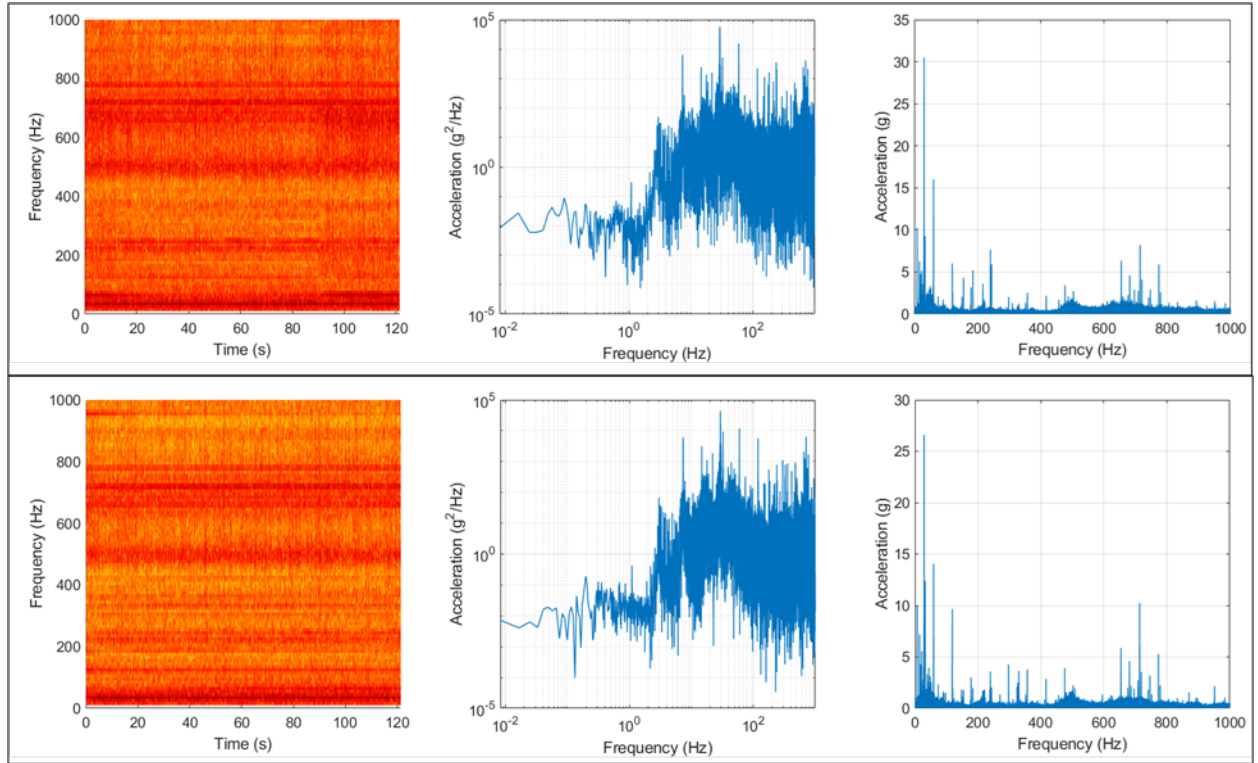 1000
800
600
400
200
0
Frequency (Hz)
0 20 40 60 80 100 120
Time (s)
10^5
10^0
10^-5
Acceleration (g^2/Hz)
10^-2 10^0 10^2
Frequency (Hz)
35
30
25
20
15
10
5
0
Acceleration (g)
0 200 400 600 800 1000
Frequency (Hz)
1000
800
600
400
200
0
Frequency (Hz)
0 20 40 60 80 100 120
Time (s)
10^5
10^0
10^-5
Acceleration (g^2/Hz)
10^-2 10^0 10^2
Frequency (Hz)
30
25
20
15
10
5
0
Acceleration (g)
0 200 400 600 800 1000
Frequency (Hz)